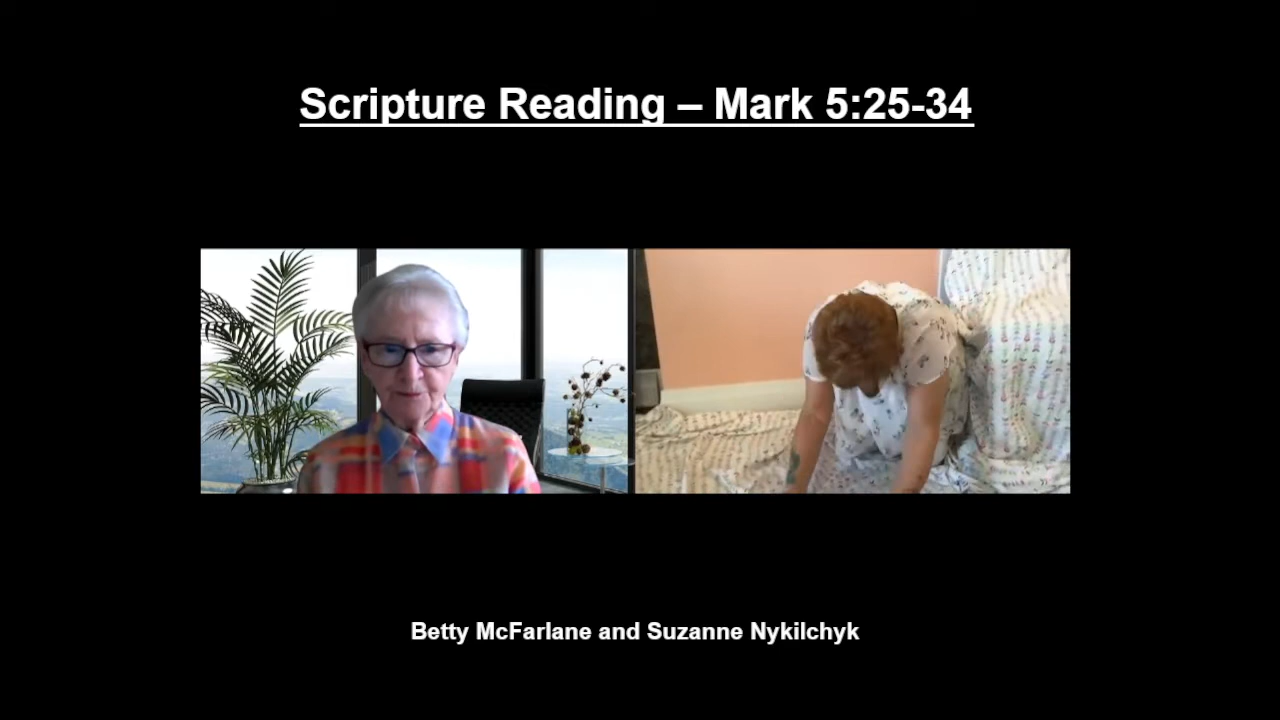 Scripture Reading – Mark 5:25-34
Betty McFarlane and Suzanne Nykilchyk